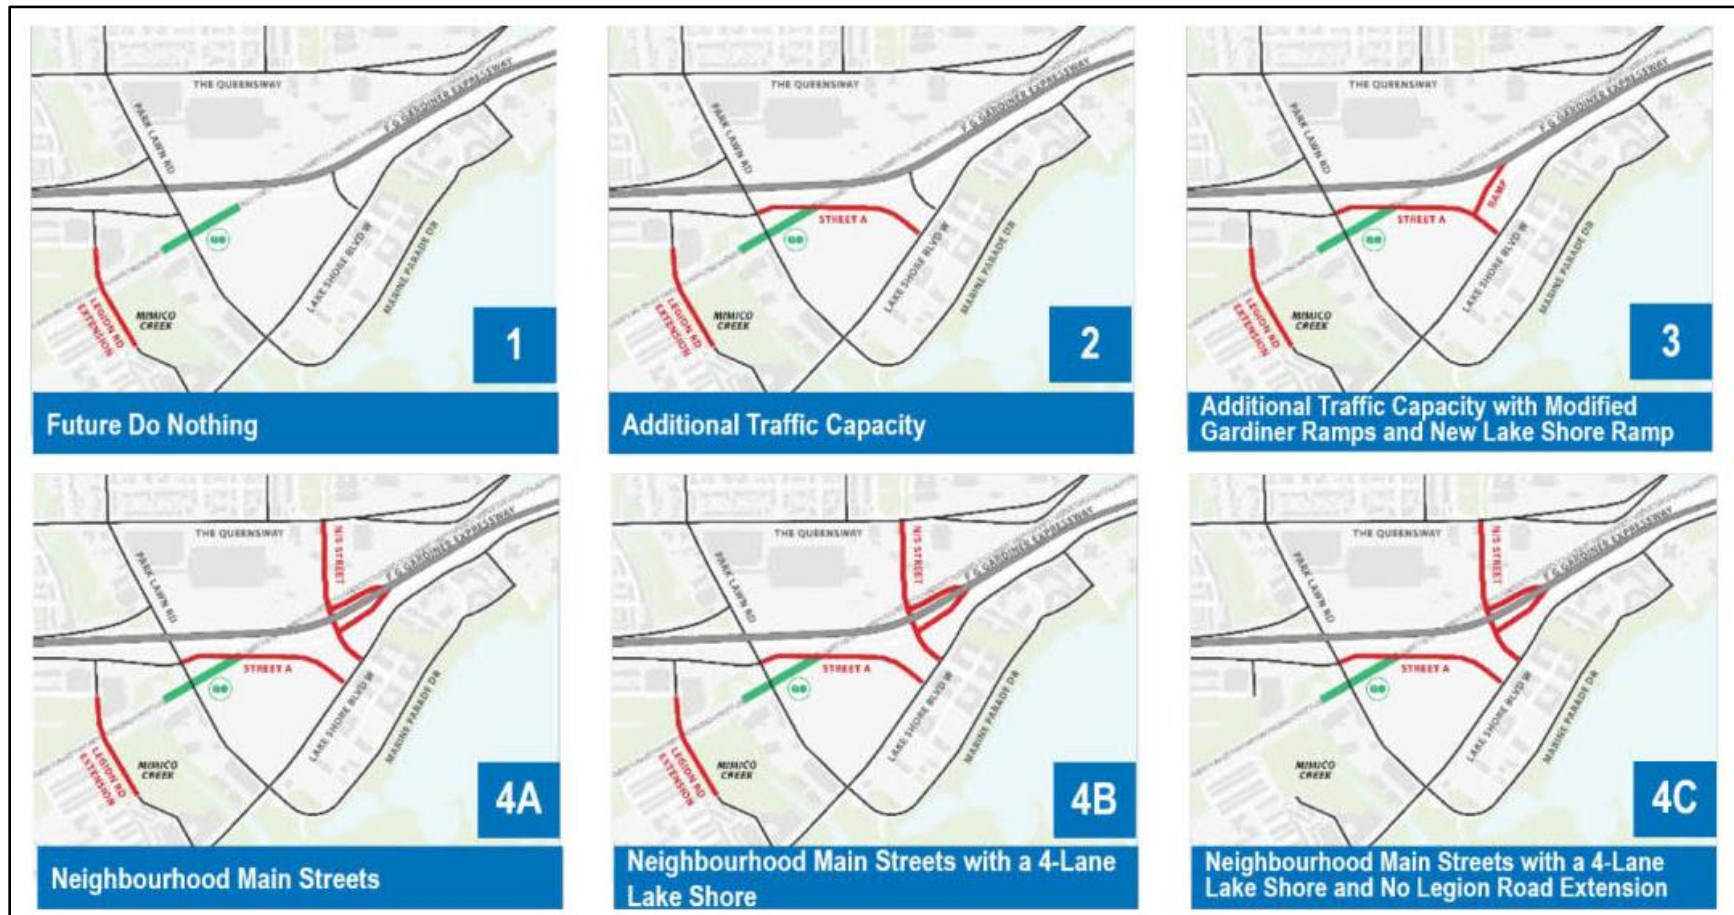 THE QUEENSWAY
F G GARDINER EXPRESSWAY
PARK LAWN RD
GO
LAKE SHORE BLVD W
MARINE PARADE DR
LEGION RD
EXTENSION
MIMICO
CREEK
1
Future Do Nothing
THE QUEENSWAY
F G GARDINER EXPRESSWAY
PARK LAWN RD
STREET A
GO
LAKE SHORE BLVD W
MARINE PARADE DR
LEGION RD
EXTENSION
MIMICO
CREEK
2
Additional Traffic Capacity
THE QUEENSWAY
F G GARDINER EXPRESSWAY
PARK LAWN RD
RAMP
STREET A
GO
LAKE SHORE BLVD W
MARINE PARADE DR
LEGION RD
EXTENSION
MIMICO
CREEK
3
Additional Traffic Capacity with Modified
Gardiner Ramps and New Lake Shore Ramp
THE QUEENSWAY
N/S STREET
F G GARDINER EXPRESSWAY
PARK LAWN RD
STREET A
GO
LAKE SHORE BLVD W
MARINE PARADE DR
LEGION RD
EXTENSION
MIMICO
CREEK
4A
Neighbourhood Main Streets
THE QUEENSWAY
N/S STREET
F G GARDINER EXPRESSWAY
PARK LAWN RD
STREET A
GO
LAKE SHORE BLVD W
MARINE PARADE DR
LEGION RD
EXTENSION
MIMICO
CREEK
4B
Neighbourhood Main Streets with a 4-Lane
Lake Shore
THE QUEENSWAY
N/S STREET
F G GARDINER EXPRESSWAY
PARK LAWN RD
STREET A
GO
LAKE SHORE BLVD W
MARINE PARADE DR
MIMICO
CREEK
4C
Neighbourhood Main Streets with a 4-Lane
Lake Shore and No Legion Road Extension